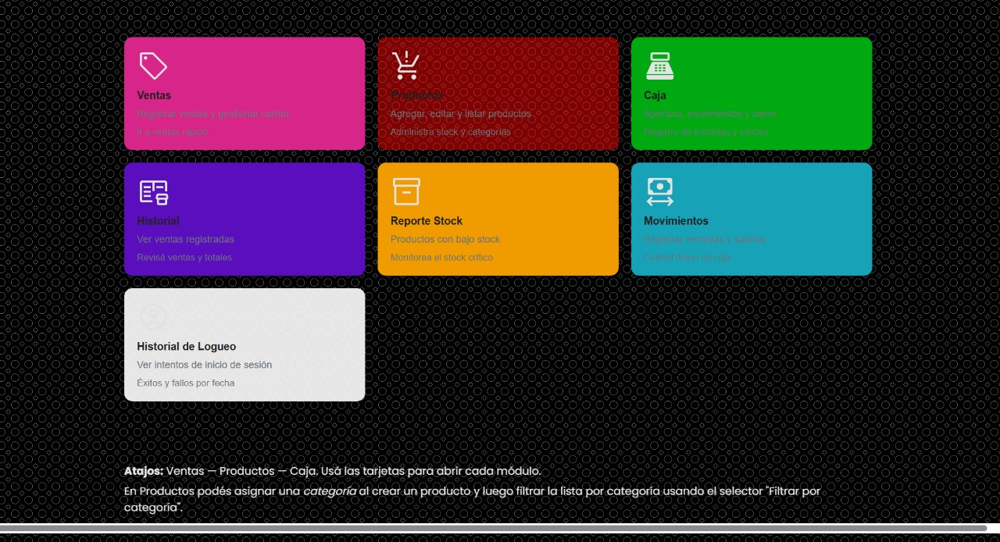 Ventas
Registrar ventas y gestionar carrito
Ir a ventas rápido
Productos
Agregar, editar y listar productos
Administra stock y categorías
Caja
Apertura, movimientos y cierre
Registro de entradas y salidas
Historial
Ver ventas registradas
Revisá ventas y totales
Reporte Stock
Productos con bajo stock
Monitorea el stock crítico
Movimientos
Registrar entradas y salidas
Control diario de caja
Historial de Logueo
Ver intentos de inicio de sesión
Éxitos y fallos por fecha
Atajos: Ventas — Productos — Caja. Usá las tarjetas para abrir cada módulo.
En Productos podés asignar una categoría al crear un producto y luego filtrar la lista por categoría usando el selector "Filtrar por
categoría".